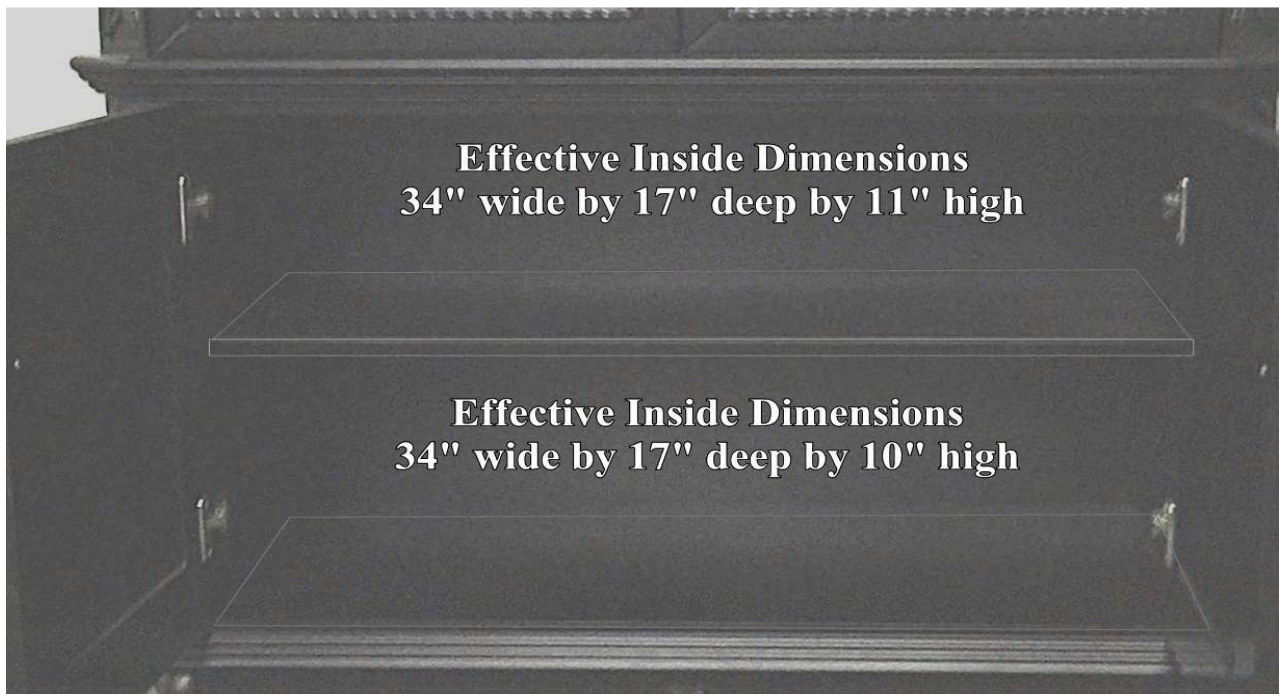 Effective Inside Dimensions
34" wide by 17" deep by 11" high
Effective Inside Dimensions
34" wide by 17" deep by 10" high